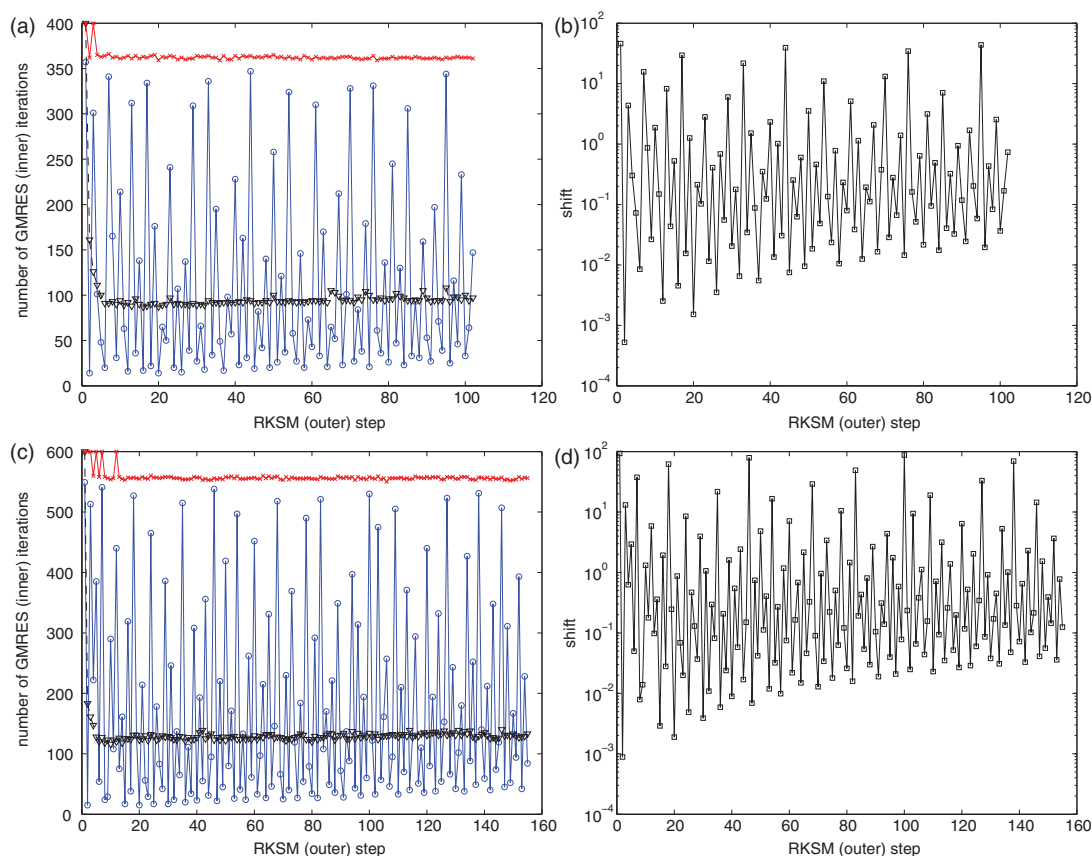 (a)
400
350
300
250
200
150
100
50
0
number of GMRES (inner) iterations
0 20 40 60 80 100 120
RKSM (outer) step
(b)
10^2
10^1
10^0
10^−1
10^−2
10^−3
10^−4
shift
0 20 40 60 80 100 120
RKSM (outer) step
(c)
600
500
400
300
200
100
0
number of GMRES (inner) iterations
0 20 40 60 80 100 120 140 160
RKSM (outer) step
(d)
10^2
10^1
10^0
10^−1
10^−2
10^−3
10^−4
shift
0 20 40 60 80 100 120 140 160
RKSM (outer) step